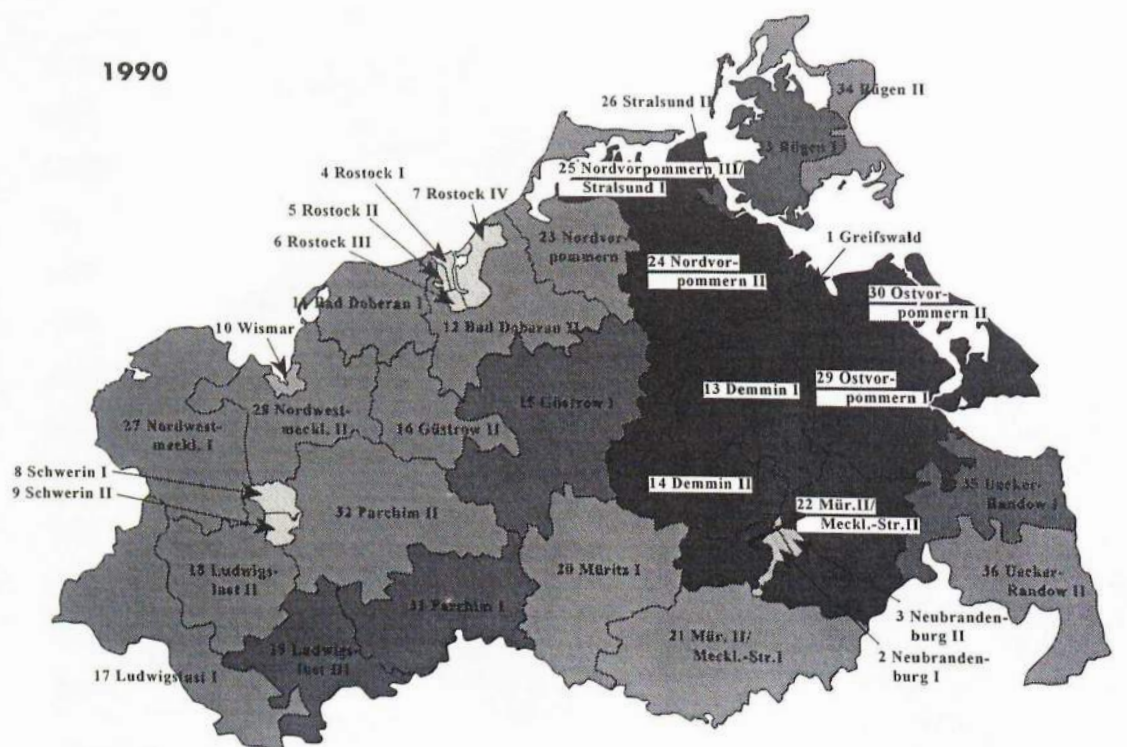 1990
34 Rügen II
26 Stralsund II
33 Rügen I
25 Nordvorpommern III/
Stralsund I
4 Rostock I
7 Rostock IV
5 Rostock II
6 Rostock III
23 Nordvor-
pommern
1 Greifswald
24 Nordvor-
pommern II
30 Ostvor-
pommern II
11 Bad Doberan I
10 Wismar
12 Bad Doberan II
13 Demmin I
29 Ostvor-
pommern I
15 Güstrow I
28 Nordwest-
meckl. II
16 Güstrow II
27 Nordwest-
meckl. I
8 Schwerin I
9 Schwerin II
14 Demmin II
35 Uecker-
Randow I
22 Mür.II/
Meckl.-Str.II
32 Parchim II
18 Ludwigs-
lust II
20 Müritz I
36 Uecker-
Randow II
31 Parchim I
3 Neubranden-
burg II
21 Mür. II/
Meckl.-Str.I
19 Ludwigs-
lust III
2 Neubranden-
burg I
17 Ludwigslust I